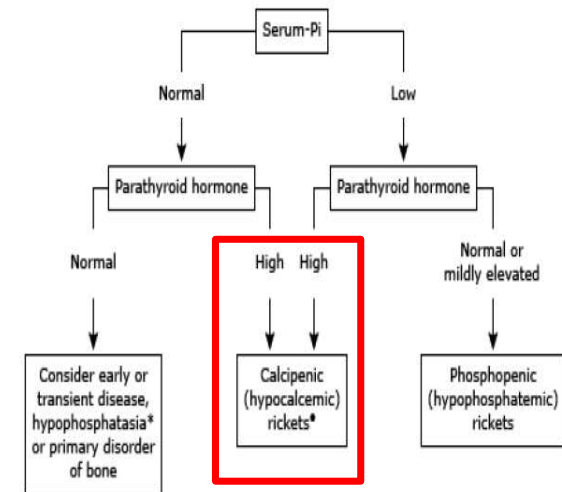 Serum-Pi
Normal
Low
Parathyroid hormone
Parathyroid hormone
Normal
High
High
Normal or
mildly elevated
Consider early or
transient disease,
hypophosphatasia*
or primary disorder
of bone
Calcipenic
(hypocalcemic)
rickets•
Phosphopenic
(hypophosphatemic)
rickets